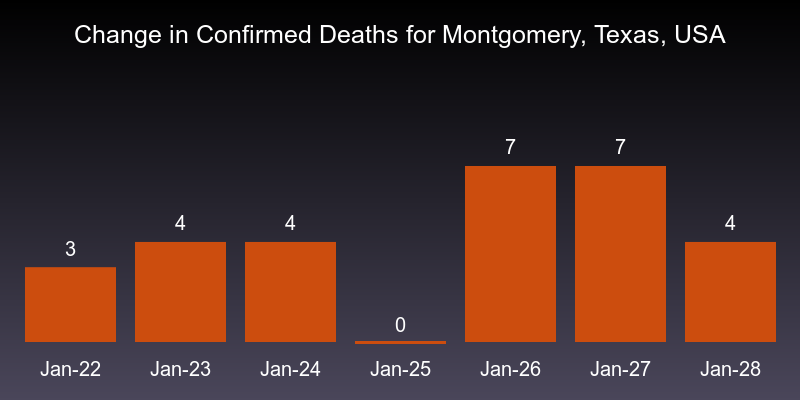 Change in Confirmed Deaths for Montgomery, Texas, USA
7 7
4 4 4
3
0
Jan-22 Jan-23 Jan-24 Jan-25 Jan-26 Jan-27 Jan-28